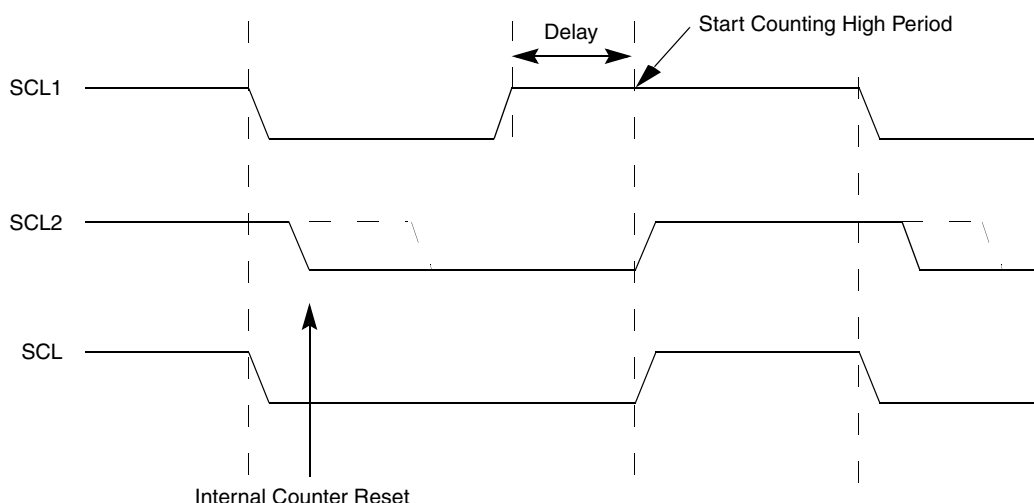 Delay
Start Counting High Period
SCL1
SCL2
SCL
Internal Counter Reset